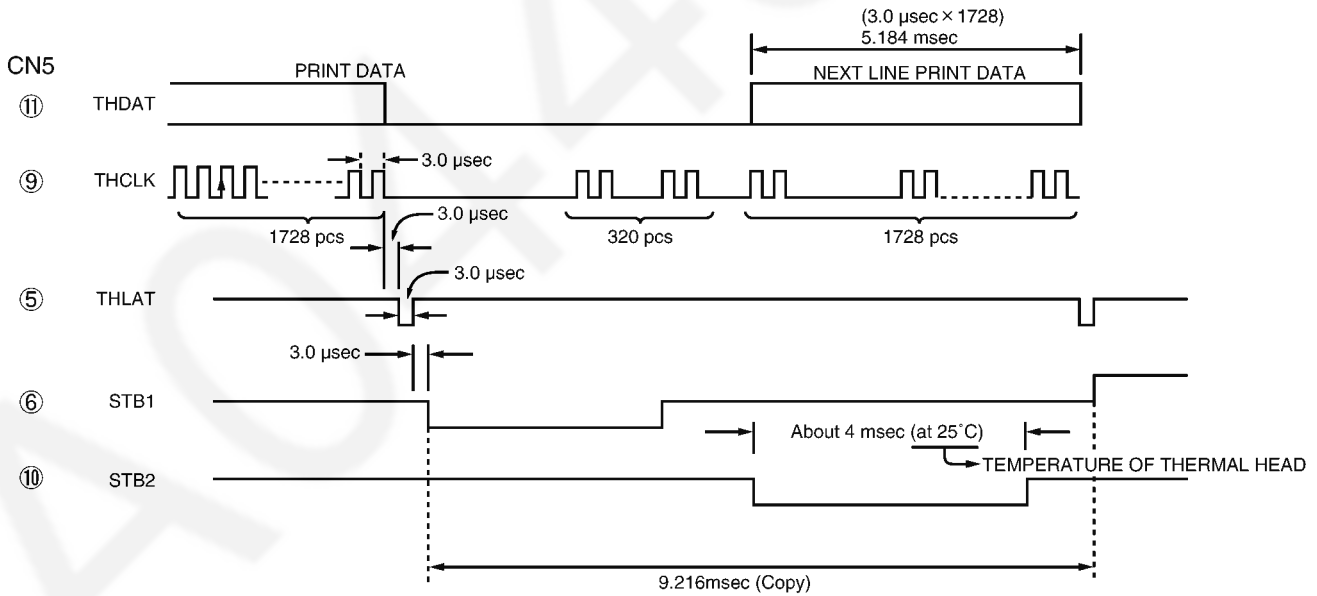 (3.0 µsec × 1728)
5.184 msec
CN5
PRINT DATA
NEXT LINE PRINT DATA
⑪ THDAT
3.0 µsec
⑨ THCLK
3.0 µsec
1728 pcs
320 pcs
1728 pcs
3.0 µsec
⑤ THLAT
3.0 µsec
⑥ STB1
About 4 msec (at 25˚C)
TEMPERATURE OF THERMAL HEAD
⑩ STB2
9.216msec (Copy)